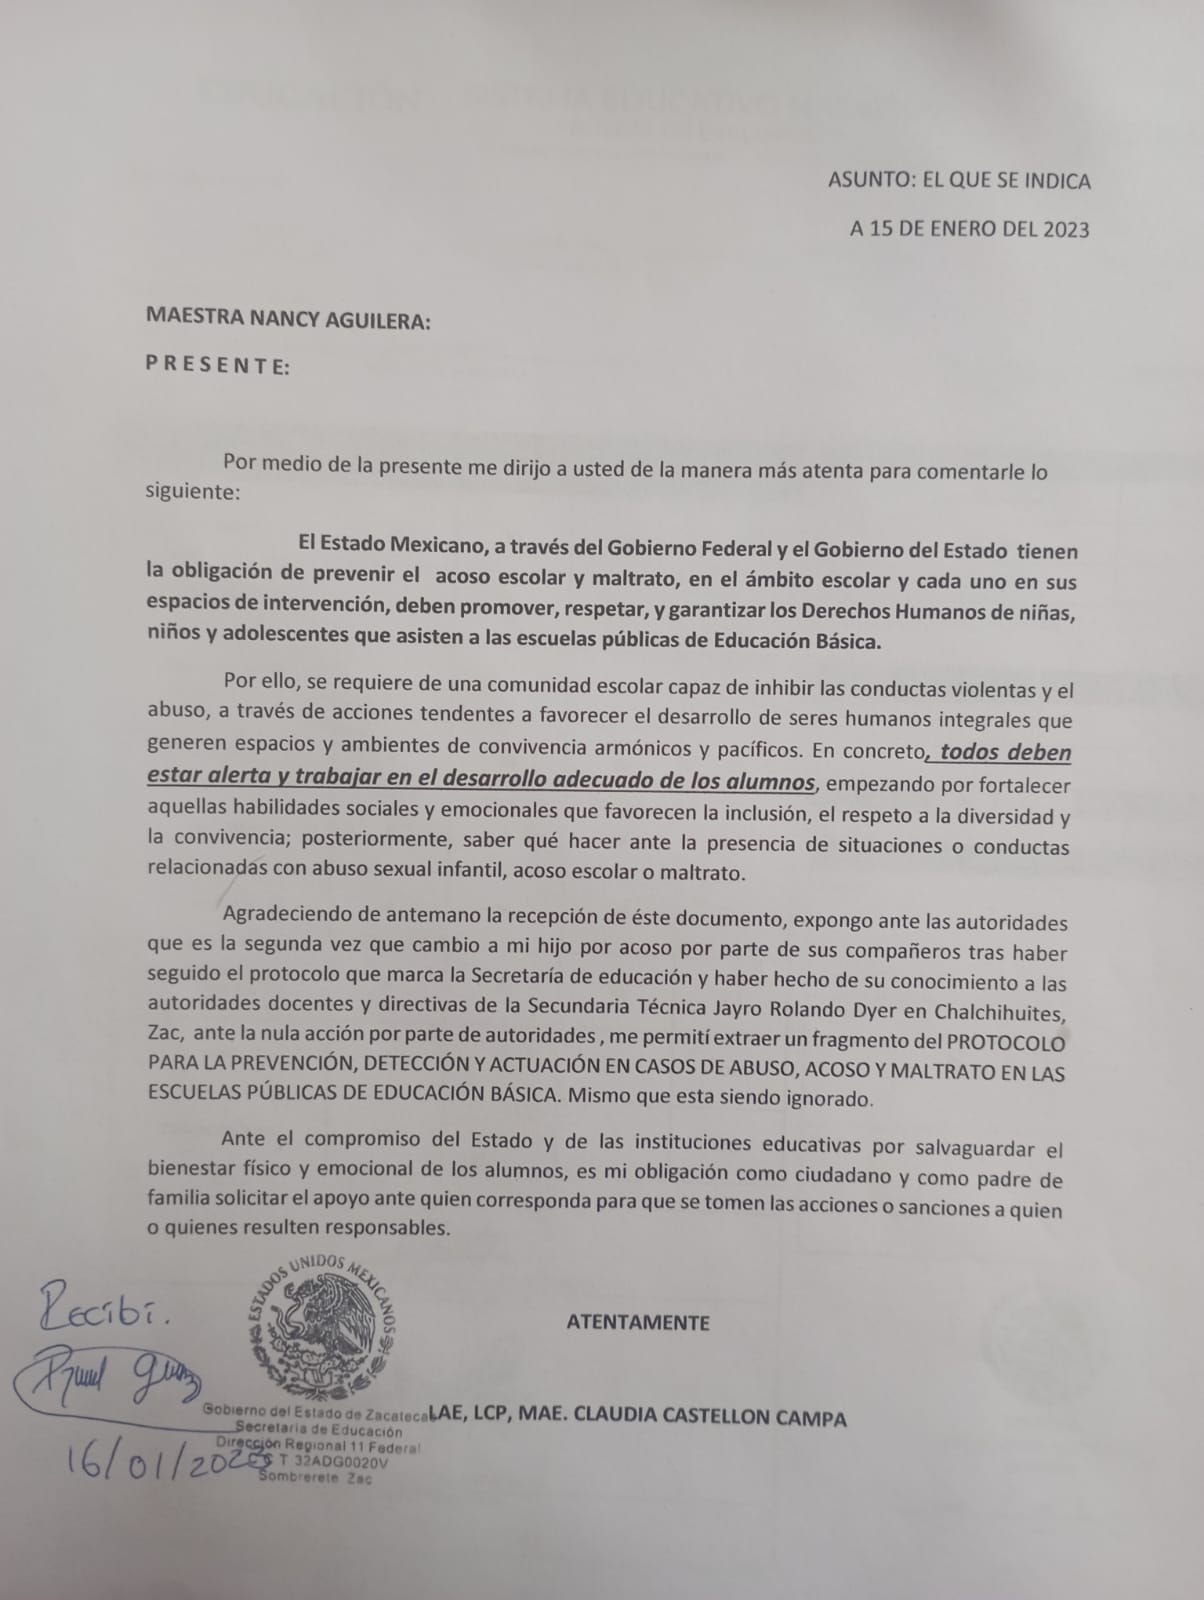 ASUNTO: EL QUE SE INDICA
A 15 DE ENERO DEL 2023
MAESTRA NANCY AGUILERA:
P R E S E N T E:
Por medio de la presente me dirijo a usted de la manera más atenta para comentarle lo
siguiente:
El Estado Mexicano, a través del Gobierno Federal y el Gobierno del Estado tienen
la obligación de prevenir el acoso escolar y maltrato, en el ámbito escolar y cada uno en sus
espacios de intervención, deben promover, respetar, y garantizar los Derechos Humanos de niñas,
niños y adolescentes que asisten a las escuelas públicas de Educación Básica.
Por ello, se requiere de una comunidad escolar capaz de inhibir las conductas violentas y el
abuso, a través de acciones tendentes a favorecer el desarrollo de seres humanos integrales que
generen espacios y ambientes de convivencia armónicos y pacíficos. En concreto, todos deben
estar alerta y trabajar en el desarrollo adecuado de los alumnos, empezando por fortalecer
aquellas habilidades sociales y emocionales que favorecen la inclusión, el respeto a la diversidad y
la convivencia; posteriormente, saber qué hacer ante la presencia de situaciones o conductas
relacionadas con abuso sexual infantil, acoso escolar o maltrato.
Agradeciendo de antemano la recepción de éste documento, expongo ante las autoridades
que es la segunda vez que cambio a mi hijo por acoso por parte de sus compañeros tras haber
seguido el protocolo que marca la Secretaría de educación y haber hecho de su conocimiento a las
autoridades docentes y directivas de la Secundaria Técnica Jayro Rolando Dyer en Chalchihuites,
Zac, ante la nula acción por parte de autoridades , me permití extraer un fragmento del PROTOCOLO
PARA LA PREVENCIÓN, DETECCIÓN Y ACTUACIÓN EN CASOS DE ABUSO, ACOSO Y MALTRATO EN LAS
ESCUELAS PÚBLICAS DE EDUCACIÓN BÁSICA. Mismo que esta siendo ignorado.
Ante el compromiso del Estado y de las instituciones educativas por salvaguardar el
bienestar físico y emocional de los alumnos, es mi obligación como ciudadano y como padre de
familia solicitar el apoyo ante quien corresponda para que se tomen las acciones o sanciones a quien
o quienes resulten responsables.
ESTADOS UNIDOS MEXICANOS
Recibí.
ATENTAMENTE
Gobierno del Estado de Zacatecas
LAE, LCP, MAE. CLAUDIA CASTELLON CAMPA
Secretaria de Educación
Dirección Regional 11 Federal
C C T 32ADG0020V
Sombrerete Zac
16/01/2023